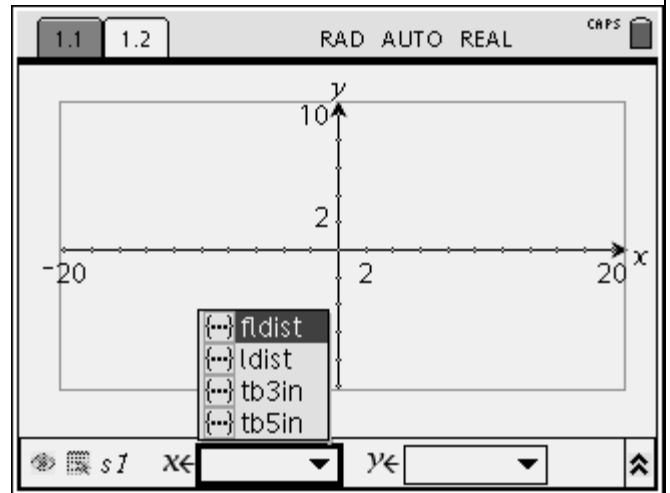 1.1 1.2 RAD AUTO REAL CAPS
y
10
2
-20 2 20 x
fldist
ldist
tb3in
tb5in
s1 x← y←